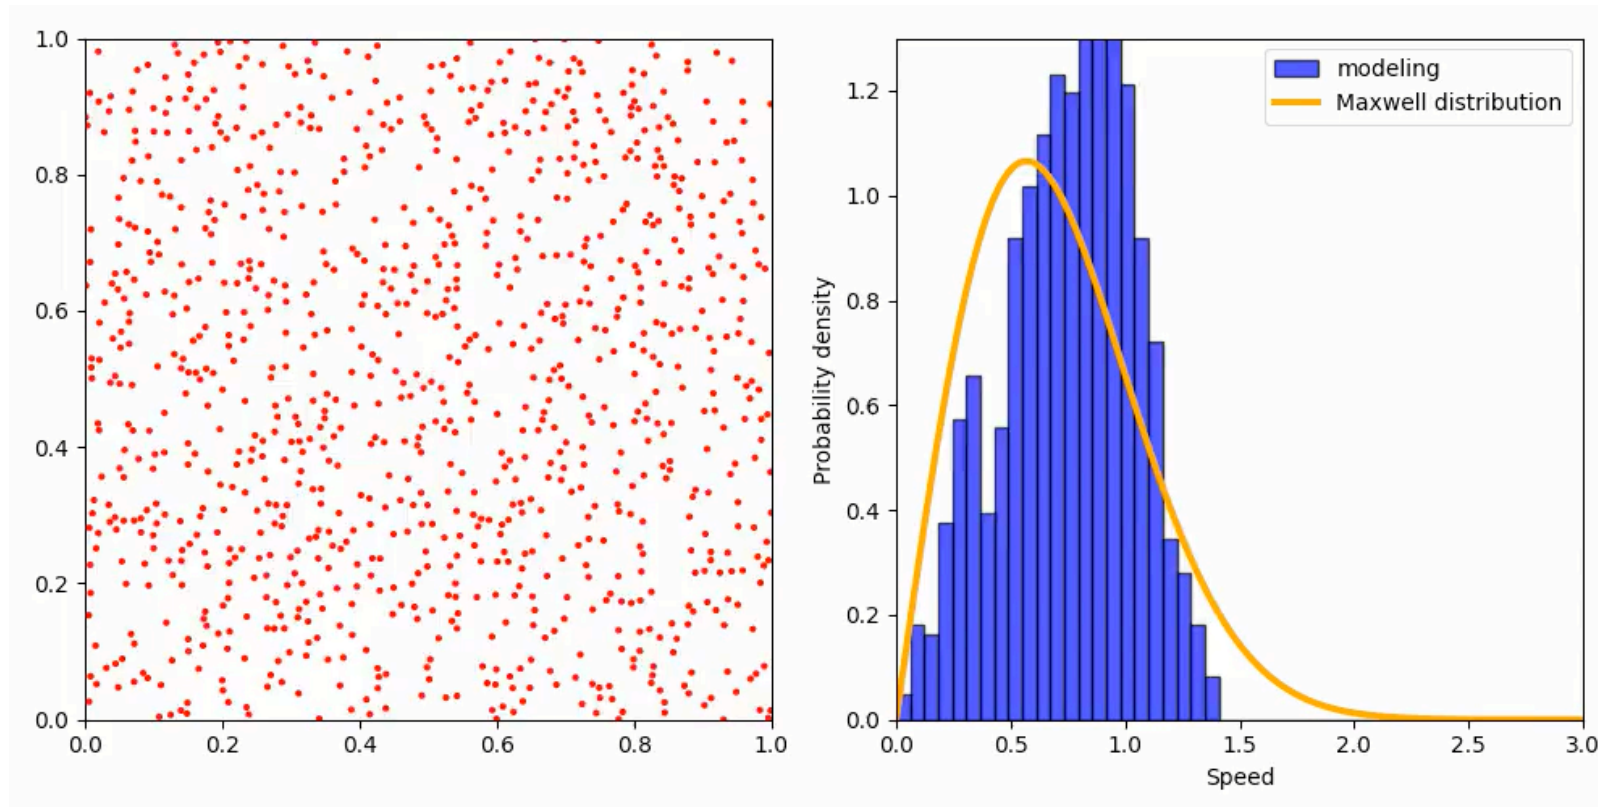 1.0
0.8
0.6
0.4
0.2
0.0
0.0 0.2 0.4 0.6 0.8 1.0
modeling
Maxwell distribution
Probability density
1.2
1.0
0.8
0.6
0.4
0.2
0.0
0.0 0.5 1.0 1.5 2.0 2.5 3.0
Speed